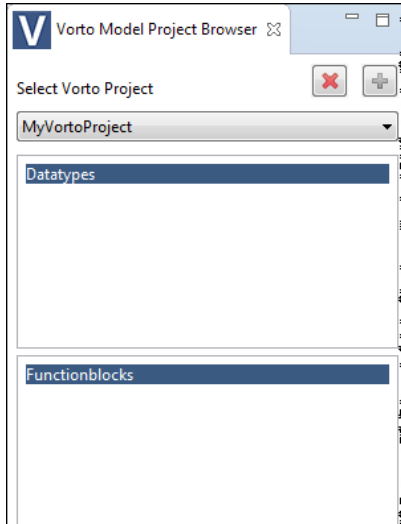 V Vorto Model Project Browser
Select Vorto Project
MyVortoProject
Datatypes
Functionblocks